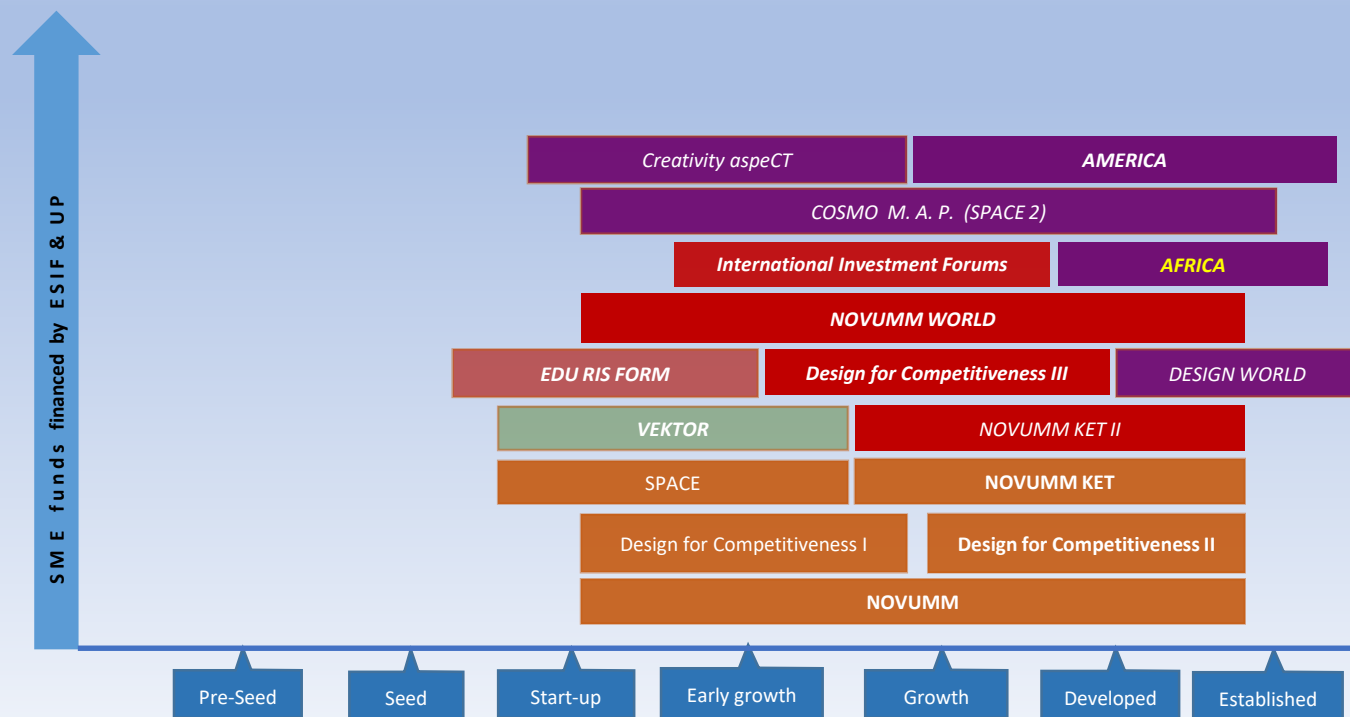 SME funds financed by ESIF & UP
Creativity aspeCT
AMERICA
COSMO M. A. P. (SPACE 2)
International Investment Forums
AFRICA
NOVUMM WORLD
EDU RIS FORM
Design for Competitiveness III
DESIGN WORLD
VEKTOR
NOVUMM KET II
SPACE
NOVUMM KET
Design for Competitiveness I
Design for Competitiveness II
NOVUMM
Pre-Seed
Seed
Start-up
Early growth
Growth
Developed
Established